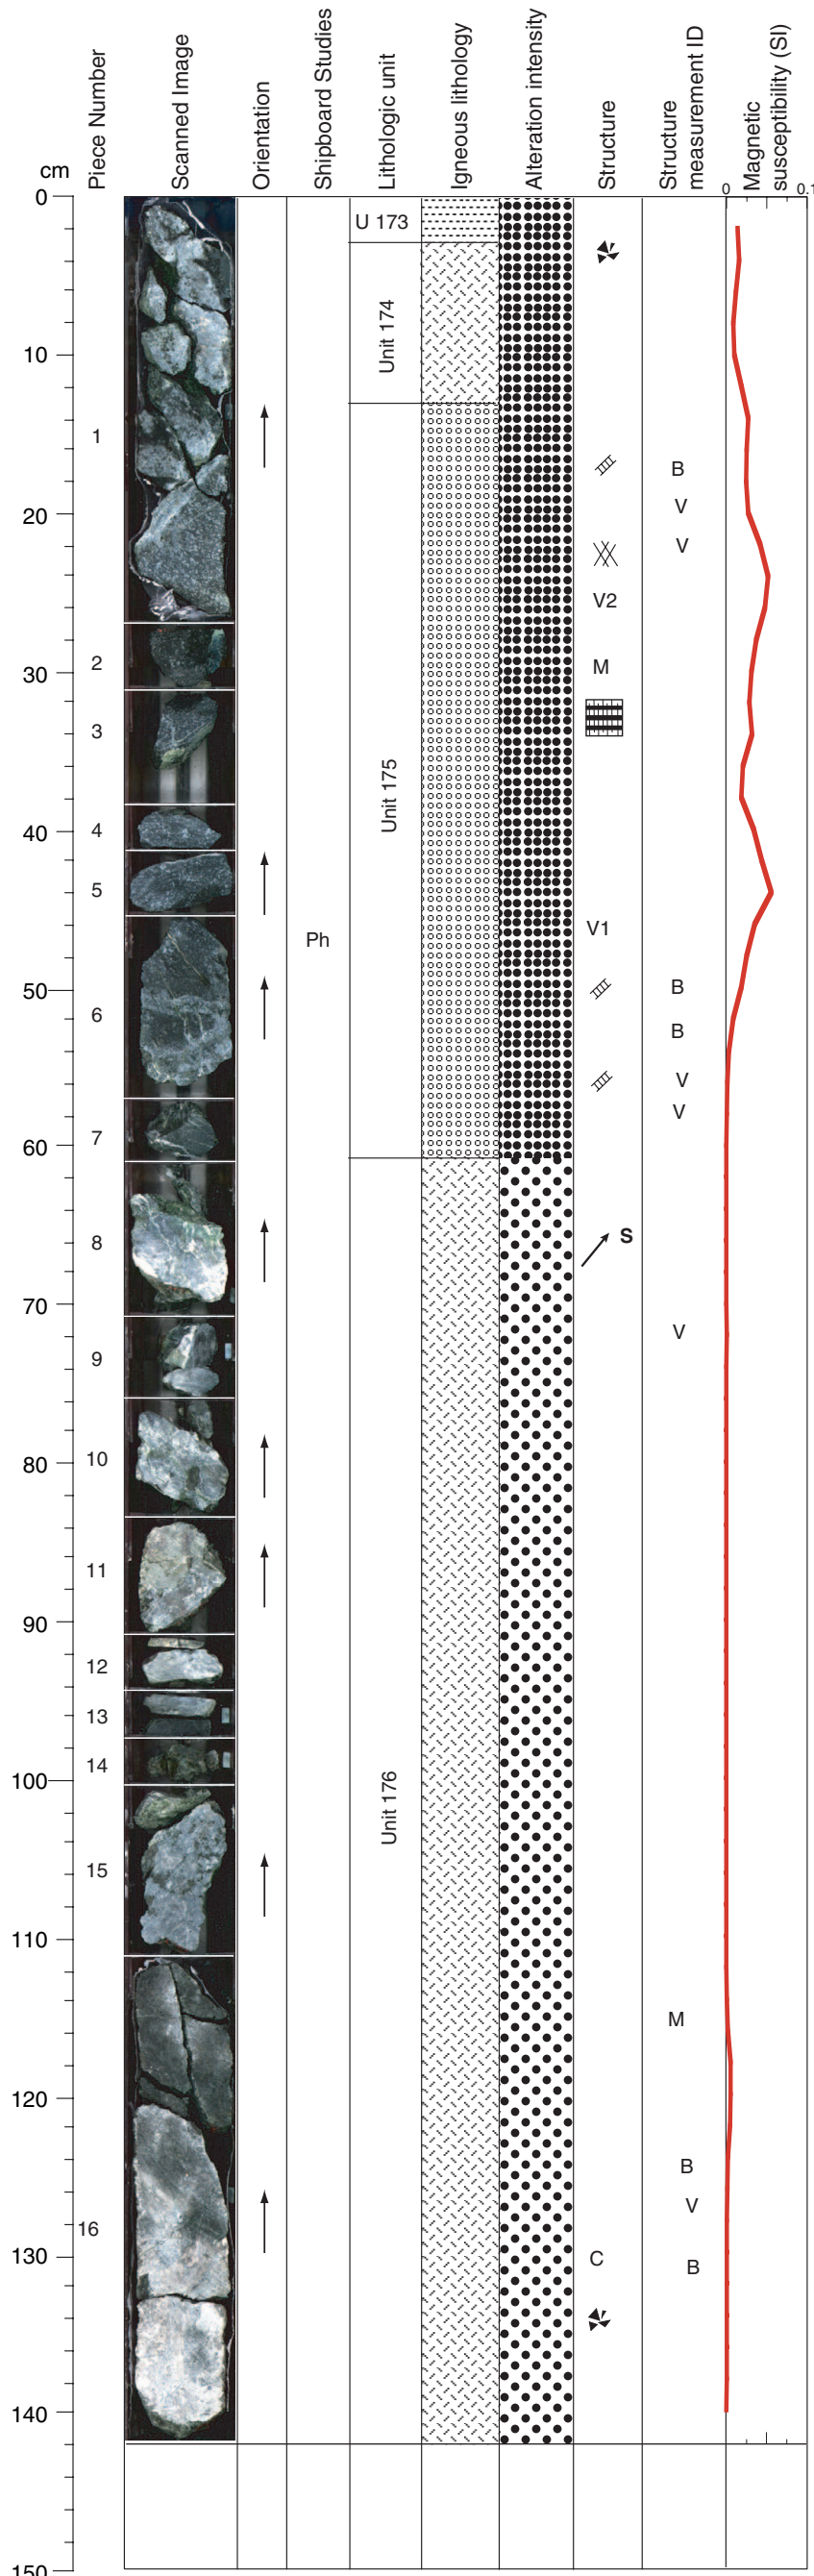 cm
Piece Number
Scanned Image
Orientation
Shipboard Studies
Lithologic unit
Igneous lithology
Alteration intensity
Structure
Structure
measurement ID
Magnetic
susceptibility (SI)
0
0
0.1
U 173
Unit 174
10
1
B
V
20
V
V2
2
M
30
3
Unit 175
4
40
5
V1
Ph
50
B
6
B
V
V
7
60
S
8
70
V
9
10
80
11
90
12
13
14
100
Unit 176
15
110
M
120
B
V
16
130
C
B
140
150